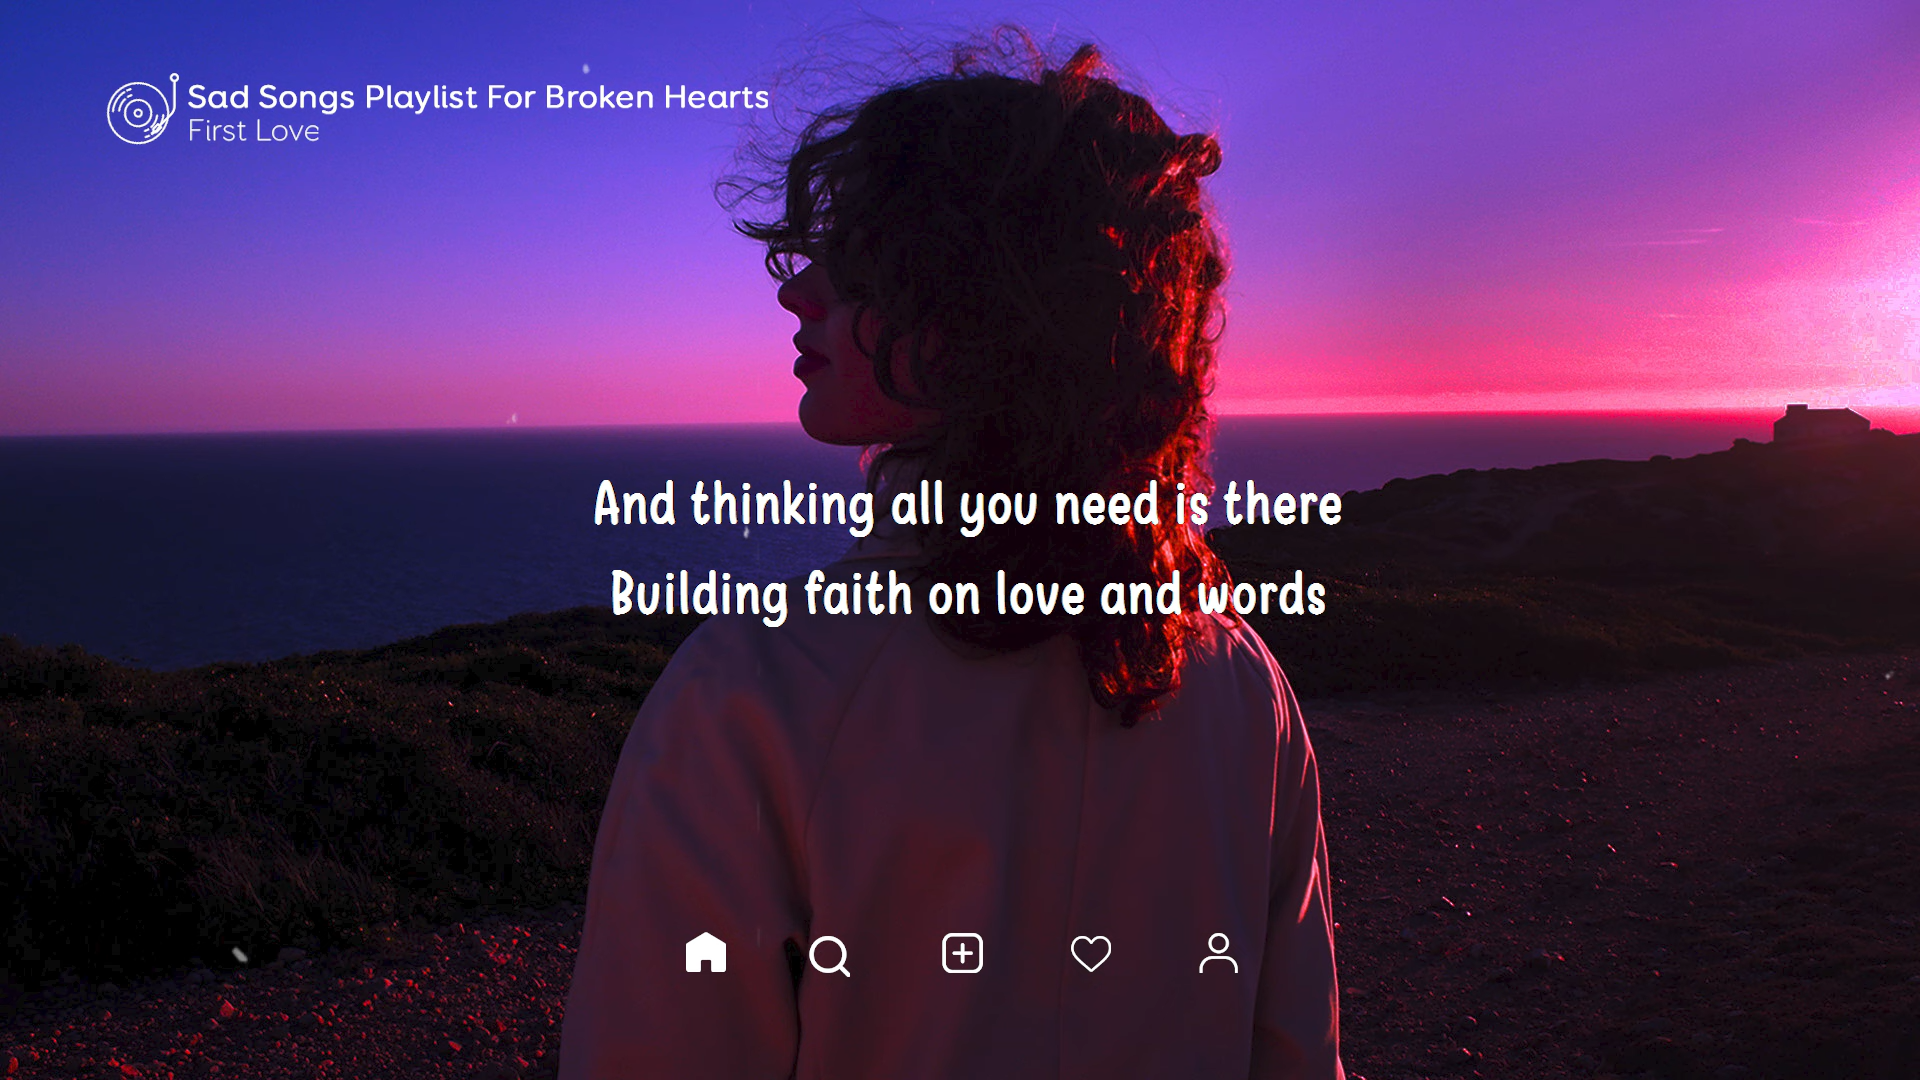 Sad Songs Playlist For Broken Hearts
First Love
And thinking all you need is there
Building faith on love and words